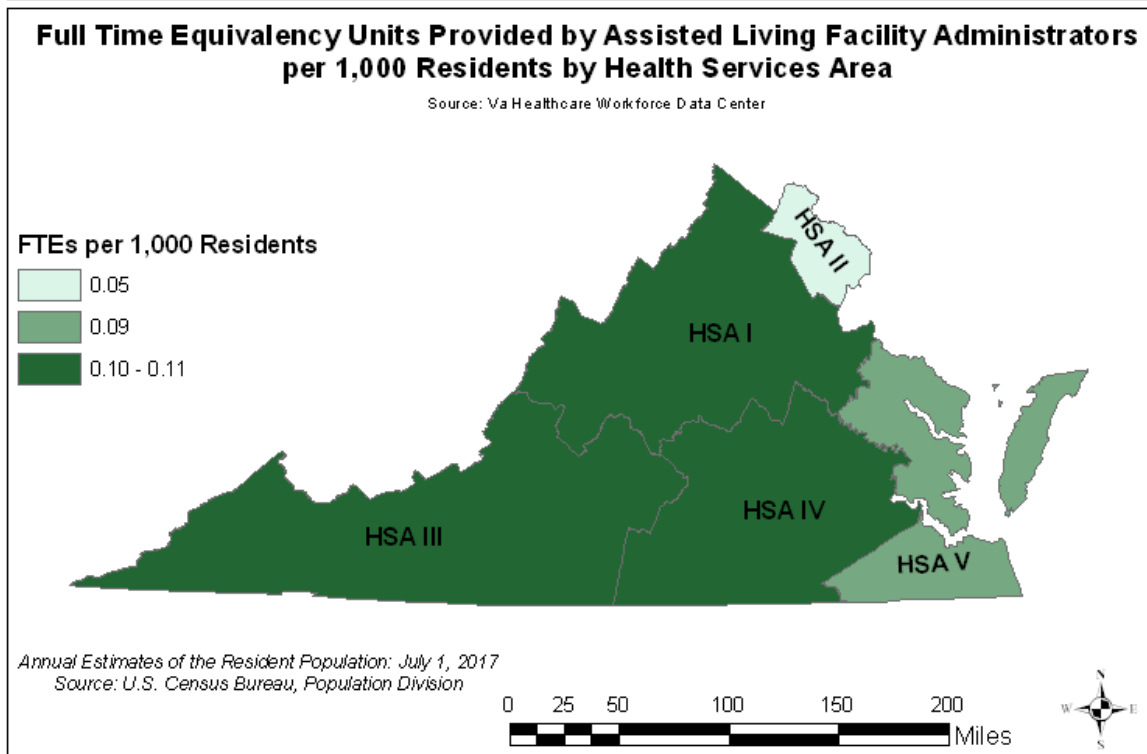 Full Time Equivalency Units Provided by Assisted Living Facility Administrators
per 1,000 Residents by Health Services Area
Source: Va Healthcare Workforce Data Center
FTEs per 1,000 Residents
0.05
0.09
0.10 - 0.11
HSA II
HSA I
HSA III
HSA IV
HSA V
Annual Estimates of the Resident Population: July 1, 2017
Source: U.S. Census Bureau, Population Division
0 25 50 100 150 200
Miles
N
W E
S